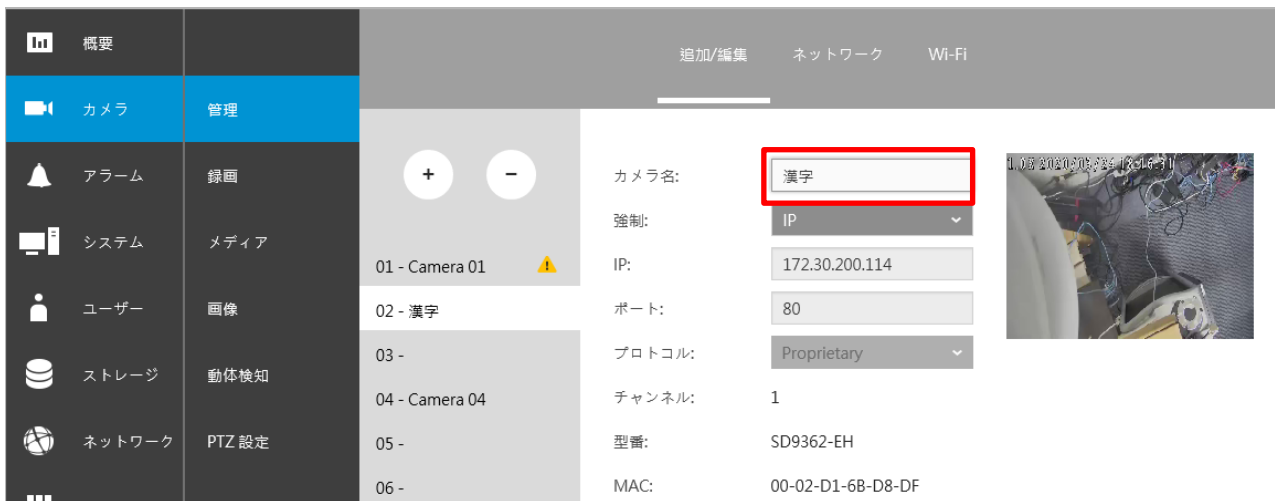 概要
カメラ 管理
アラーム 録画
システム メディア
ユーザー 画像
ストレージ 動体検知
ネットワーク PTZ 設定
追加/編集 ネットワーク Wi-Fi
+ -
01 - Camera 01
02 - 漢字
03 -
04 - Camera 04
05 -
06 -
カメラ名: 漢字
強制: IP
IP: 172.30.200.114
ポート: 80
プロトコル: Proprietary
チャンネル: 1
型番: SD9362-EH
MAC: 00-02-D1-6B-D8-DF